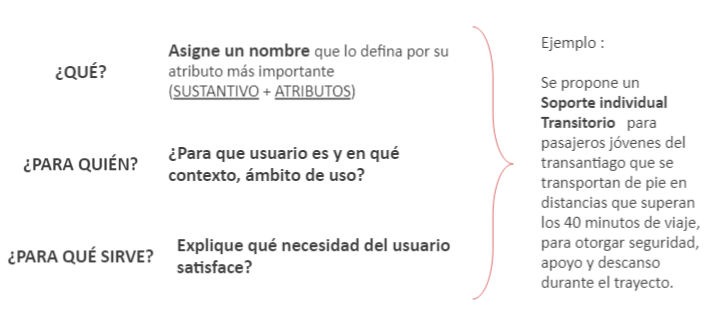 ¿QUÉ?
Asigne un nombre que lo defina por su
atributo más importante
(SUSTANTIVO + ATRIBUTOS)
¿PARA QUIÉN?
¿Para que usuario es y en qué
contexto, ámbito de uso?
¿PARA QUÉ SIRVE?
Explique qué necesidad del usuario
satisface?
Ejemplo :
Se propone un
Soporte individual
Transitorio para
pasajeros jóvenes del
transantiago que se
transportan de pie en
distancias que superan
los 40 minutos de viaje,
para otorgar seguridad,
apoyo y descanso
durante el trayecto.